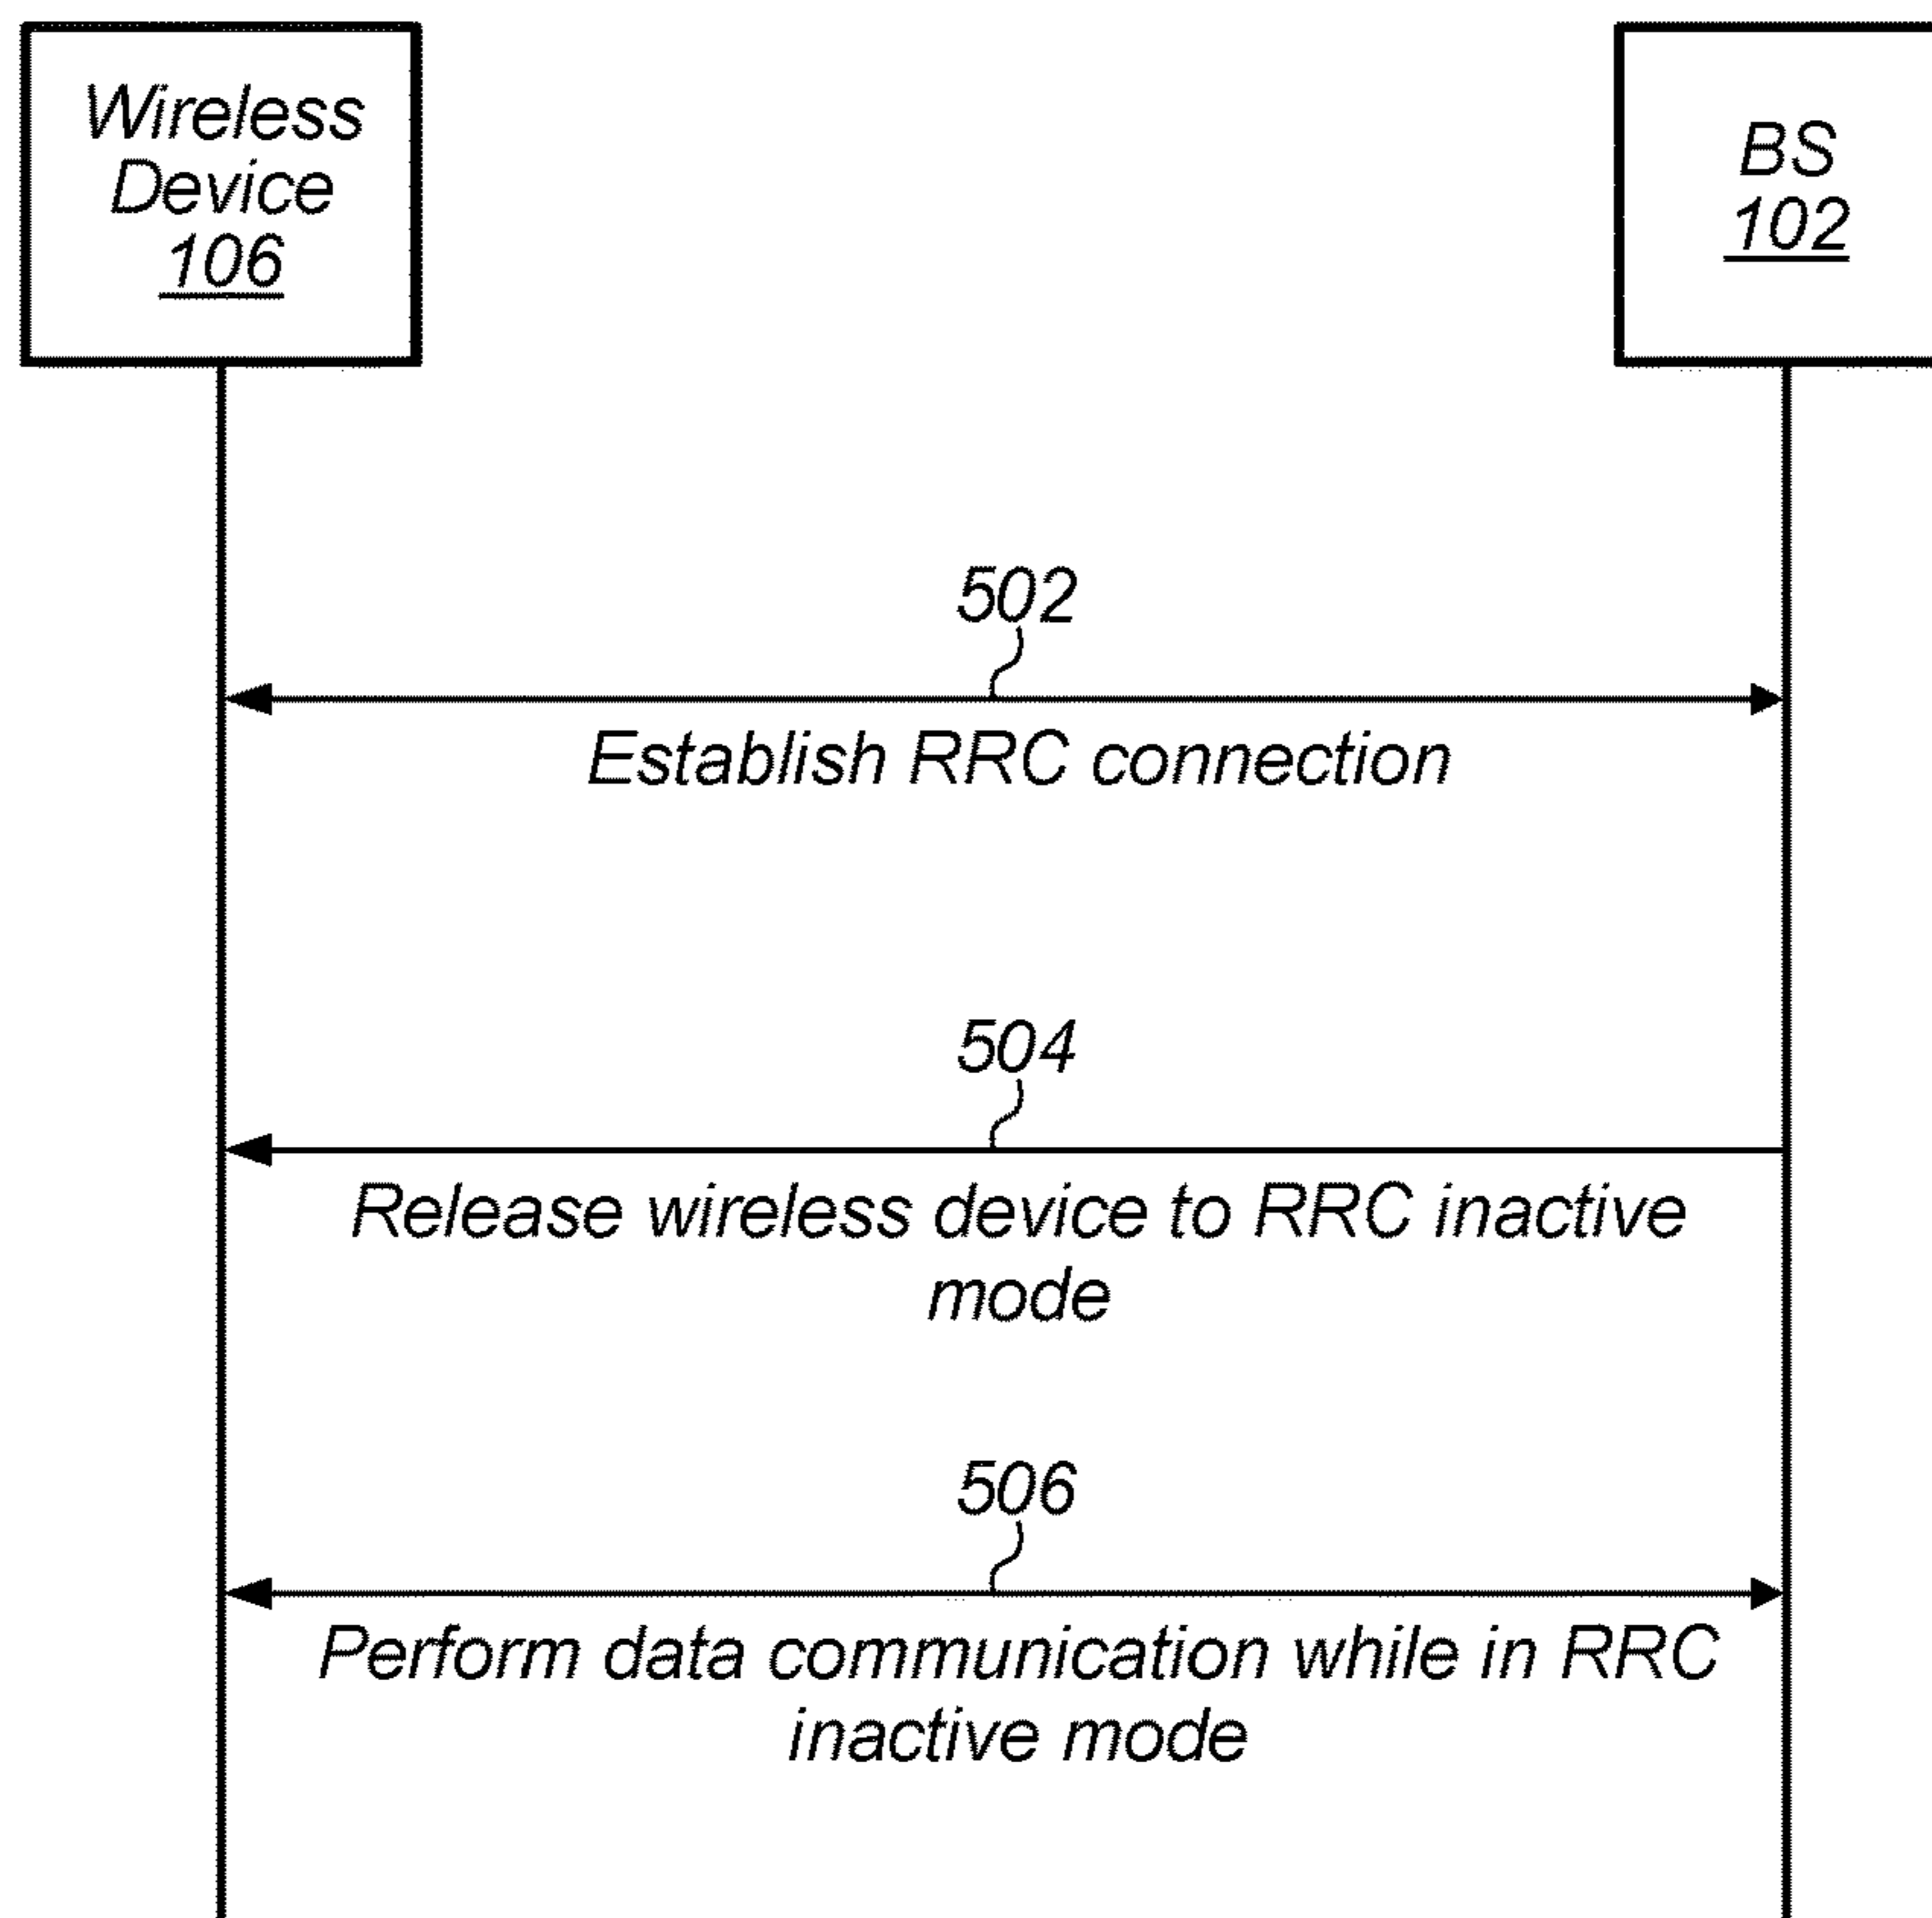 Wireless
Device
106
BS
102
502
Establish RRC connection
504
Release wireless device to RRC inactive
mode
506
Perform data communication while in RRC
inactive mode